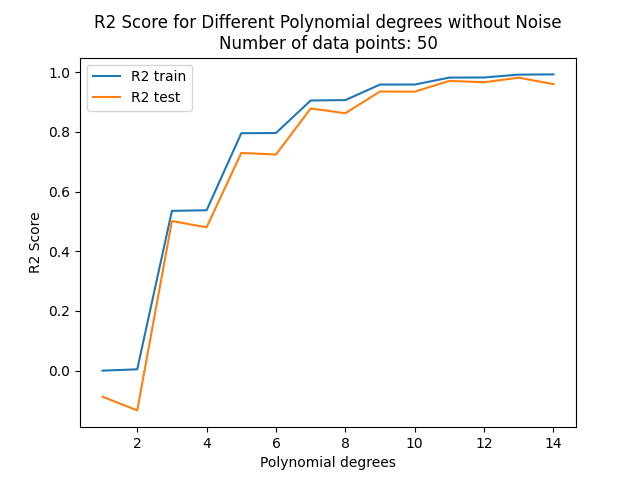 R2 Score for Different Polynomial degrees without Noise
Number of data points: 50
R2 train
R2 test
1.0
0.8
0.6
0.4
0.2
0.0
R2 Score
2 4 6 8 10 12 14
Polynomial degrees